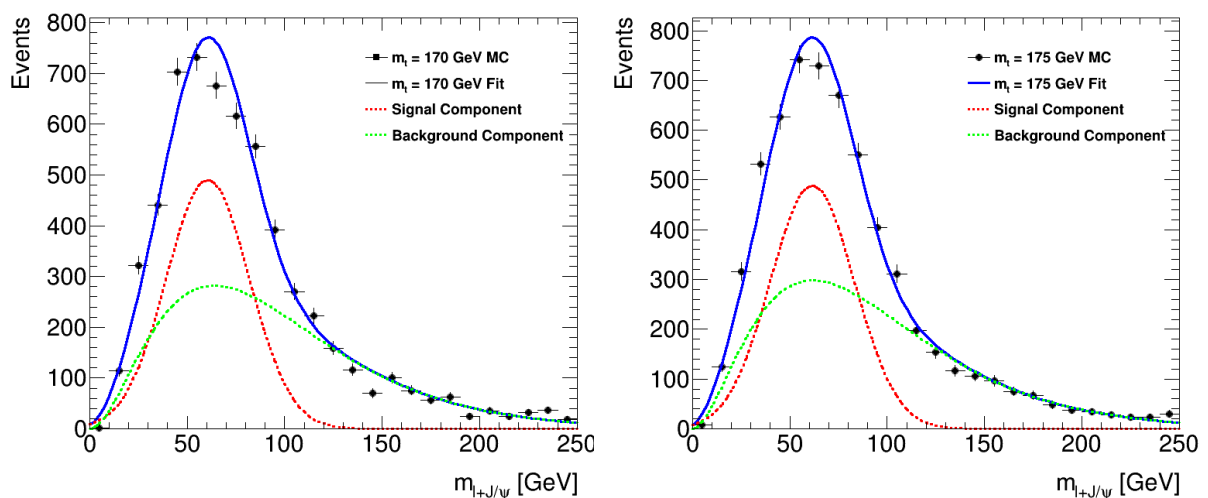 Events
800
700
600
500
400
300
200
100
0
m_t = 170 GeV MC
m_t = 170 GeV Fit
Signal Component
Background Component
0 50 100 150 200 250
m_{l+J/ψ} [GeV]
Events
800
700
600
500
400
300
200
100
0
m_t = 175 GeV MC
m_t = 175 GeV Fit
Signal Component
Background Component
0 50 100 150 200 250
m_{l+J/ψ} [GeV]